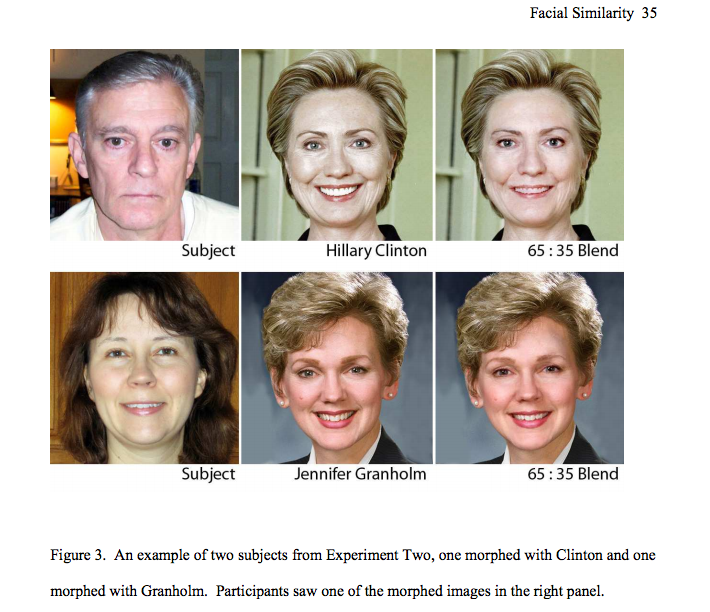 Facial Similarity 35
Subject
Hillary Clinton
65 : 35 Blend
Subject
Jennifer Granholm
65 : 35 Blend
Figure 3. An example of two subjects from Experiment Two, one morphed with Clinton and one
morphed with Granholm. Participants saw one of the morphed images in the right panel.